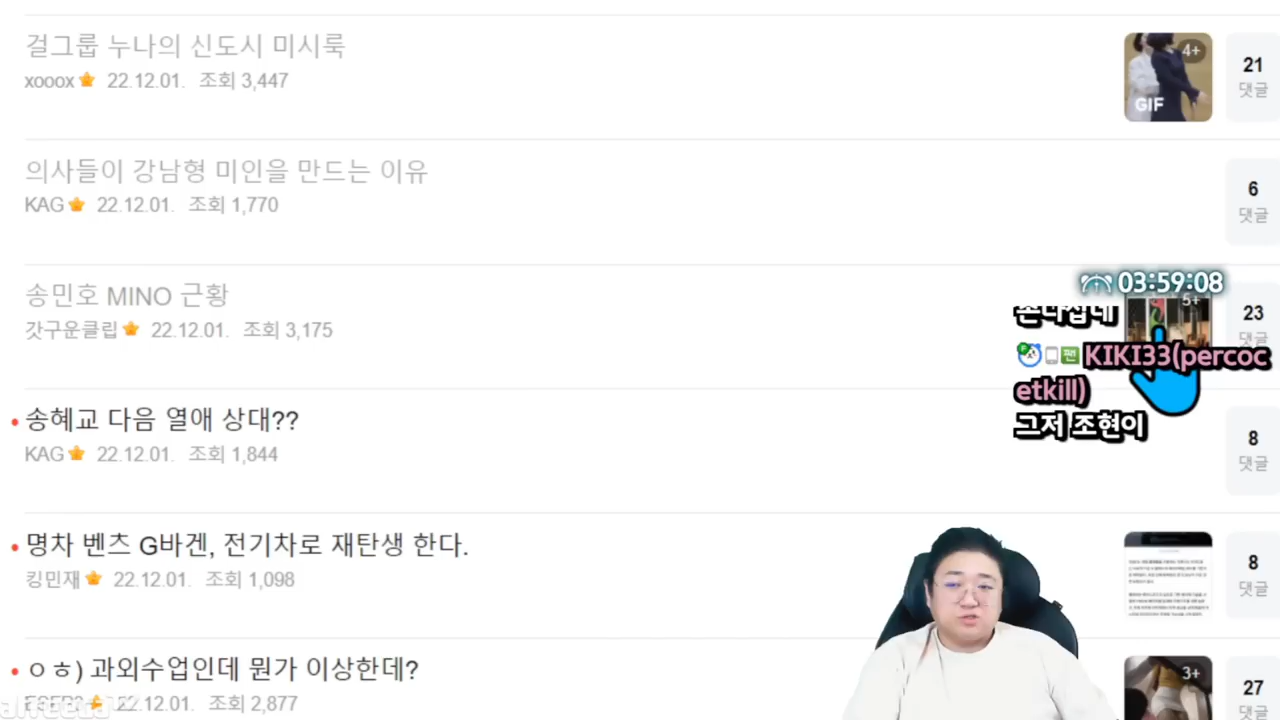 걸그룹 누나의 신도시 미시룩
xooox 22.12.01. 조회 3,447
4+
GIF
21
댓글
의사들이 강남형 미인을 만드는 이유
KAG 22.12.01. 조회 1,770
6
댓글
송민호 MINO 근황
갓구운클립 22.12.01. 조회 3,175
5+
23
댓글
03:59:08
KIKI33(percoc
etkill)
그저 조현이
송혜교 다음 열애 상대??
KAG 22.12.01. 조회 1,844
8
댓글
명차 벤츠 G바겐, 전기차로 재탄생 한다.
킹민재 22.12.01. 조회 1,098
8
댓글
ㅇㅎ) 과외수업인데 뭔가 이상한데?
22.12.01. 조회 2,877
3+
27
댓글